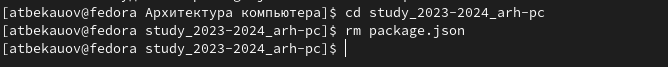 [atbekauov@fedora Архитектура компьютера]$ cd study_2023-2024_arh-pc
[atbekauov@fedora study_2023-2024_arh-pc]$ rm package.json
[atbekauov@fedora study_2023-2024_arh-pc]$